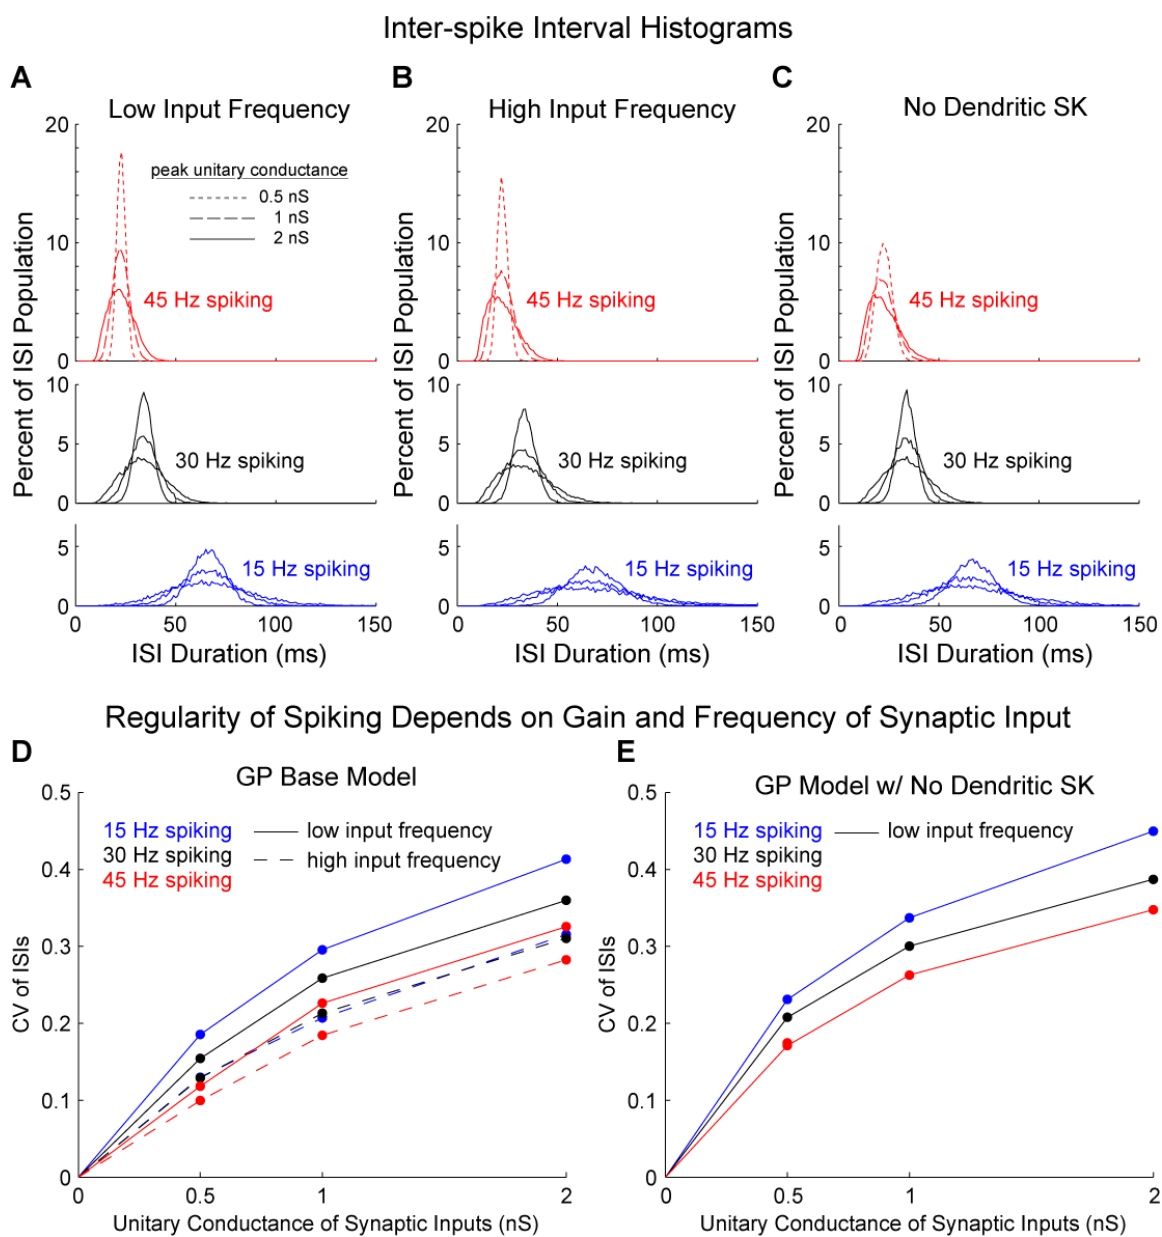 Inter-spike Interval Histograms
A
B
C
Low Input Frequency
High Input Frequency
No Dendritic SK
Percent of ISI Population
20
10
0
peak unitary conductance
0.5 nS
1 nS
2 nS
45 Hz spiking
10
5
0
30 Hz spiking
5
0
15 Hz spiking
0
50
100
150
ISI Duration (ms)
Percent of ISI Population
20
10
0
45 Hz spiking
10
5
0
30 Hz spiking
5
0
15 Hz spiking
0
50
100
150
ISI Duration (ms)
Percent of ISI Population
20
10
0
45 Hz spiking
10
5
0
30 Hz spiking
5
0
15 Hz spiking
0
50
100
150
ISI Duration (ms)
Regularity of Spiking Depends on Gain and Frequency of Synaptic Input
D
GP Base Model
CV of ISIs
0.5
0.4
0.3
0.2
0.1
0
15 Hz spiking
30 Hz spiking
45 Hz spiking
low input frequency
high input frequency
0
0.5
1
2
Unitary Conductance of Synaptic Inputs (nS)
E
GP Model w/ No Dendritic SK
CV of ISIs
0.5
0.4
0.3
0.2
0.1
0
15 Hz spiking
30 Hz spiking
45 Hz spiking
low input frequency
0
0.5
1
2
Unitary Conductance of Synaptic Inputs (nS)